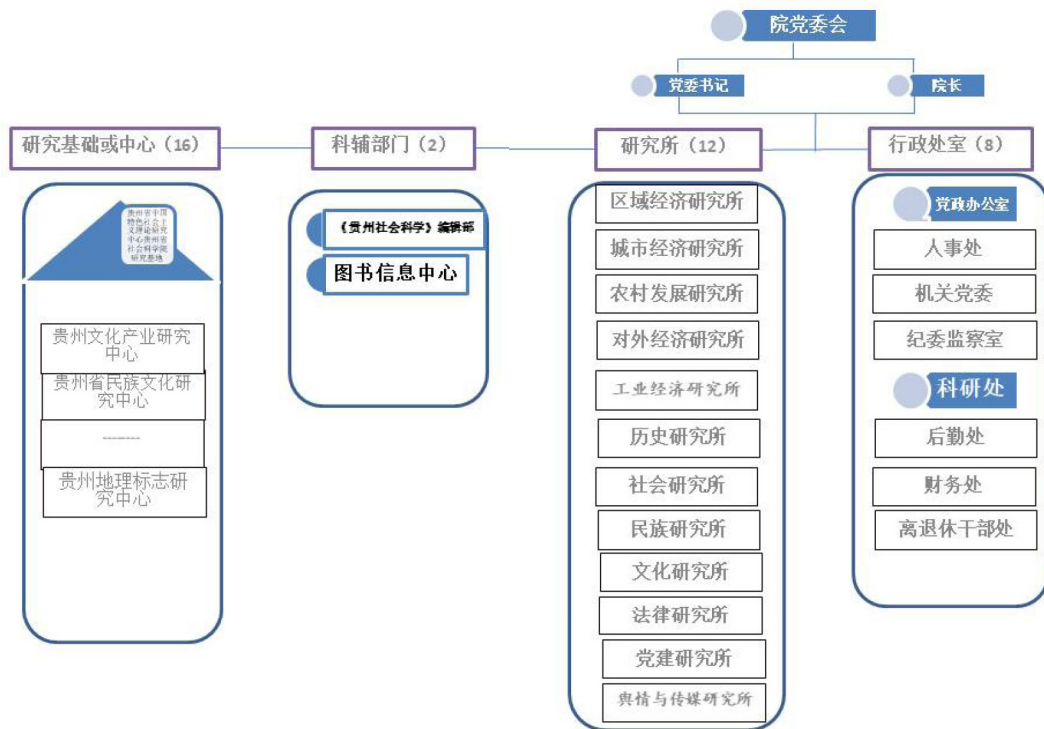 院党委会
党委书记
院长
研究基础或中心（16）
科辅部门（2）
研究所（12）
行政处室（8）
贵州省中国
特色社会主
义理论研究
中心贵州省
社会科学院
研究基地
贵州文化产业研究
中心
贵州省民族文化研
究中心
--------
贵州地理标志研
究中心
《贵州社会科学》编辑部
图书信息中心
区域经济研究所
城市经济研究所
农村发展研究所
对外经济研究所
工业经济研究所
历史研究所
社会研究所
民族研究所
文化研究所
法律研究所
党建研究所
舆情与传媒研究所
党政办公室
人事处
机关党委
纪委监察室
科研处
后勤处
财务处
离退休干部处